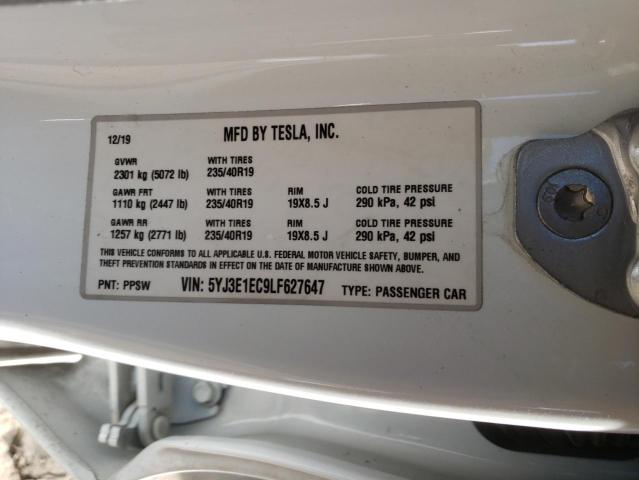 12/19 MFD BY TESLA, INC.
GVWR WITH TIRES
2301 kg (5072 lb) 235/40R19
GAWR FRT WITH TIRES RIM COLD TIRE PRESSURE
1110 kg (2447 lb) 235/40R19 19X8.5 J 290 kPa, 42 psi
GAWR RR WITH TIRES RIM COLD TIRE PRESSURE
1257 kg (2771 lb) 235/40R19 19X8.5 J 290 kPa, 42 psi
THIS VEHICLE CONFORMS TO ALL APPLICABLE U.S. FEDERAL MOTOR VEHICLE SAFETY, BUMPER, AND
THEFT PREVENTION STANDARDS IN EFFECT ON THE DATE OF MANUFACTURE SHOWN ABOVE.
PNT: PPSW VIN: 5YJ3E1EC9LF627647 TYPE: PASSENGER CAR